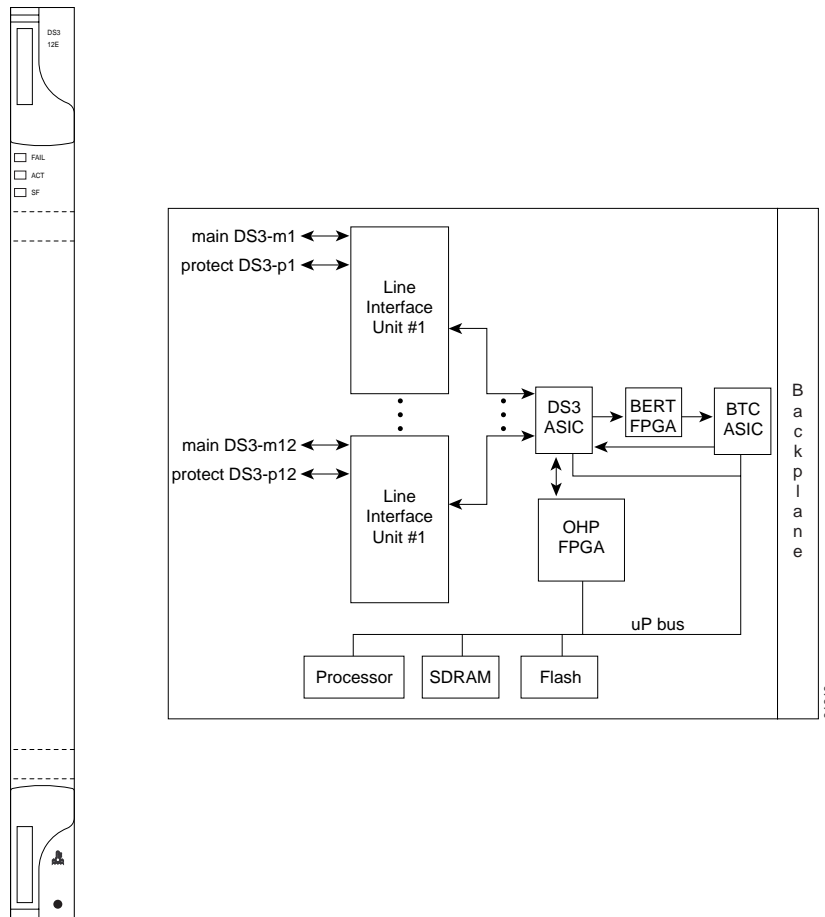 DS3
12E
FAIL
ACT
SF
main DS3-m1
protect DS3-p1
Line
Interface
Unit #1
main DS3-m12
protect DS3-p12
Line
Interface
Unit #1
DS3
ASIC
BERT
FPGA
BTC
ASIC
OHP
FPGA
uP bus
Processor
SDRAM
Flash
Backplane